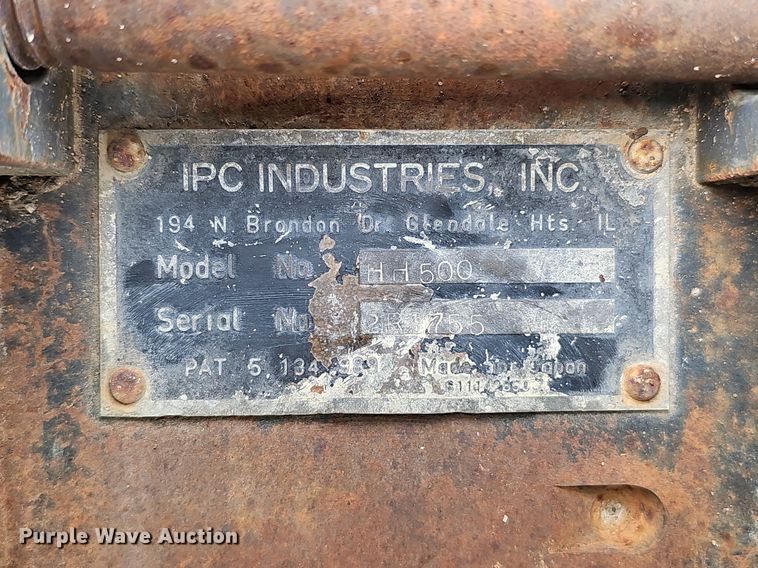 IPC INDUSTRIES, INC.
194 N. Brandon Dr. Glendale Hts. IL
Model No. HH500
Serial No.
PAT 5,134, Made in Japan
Purple Wave Auction